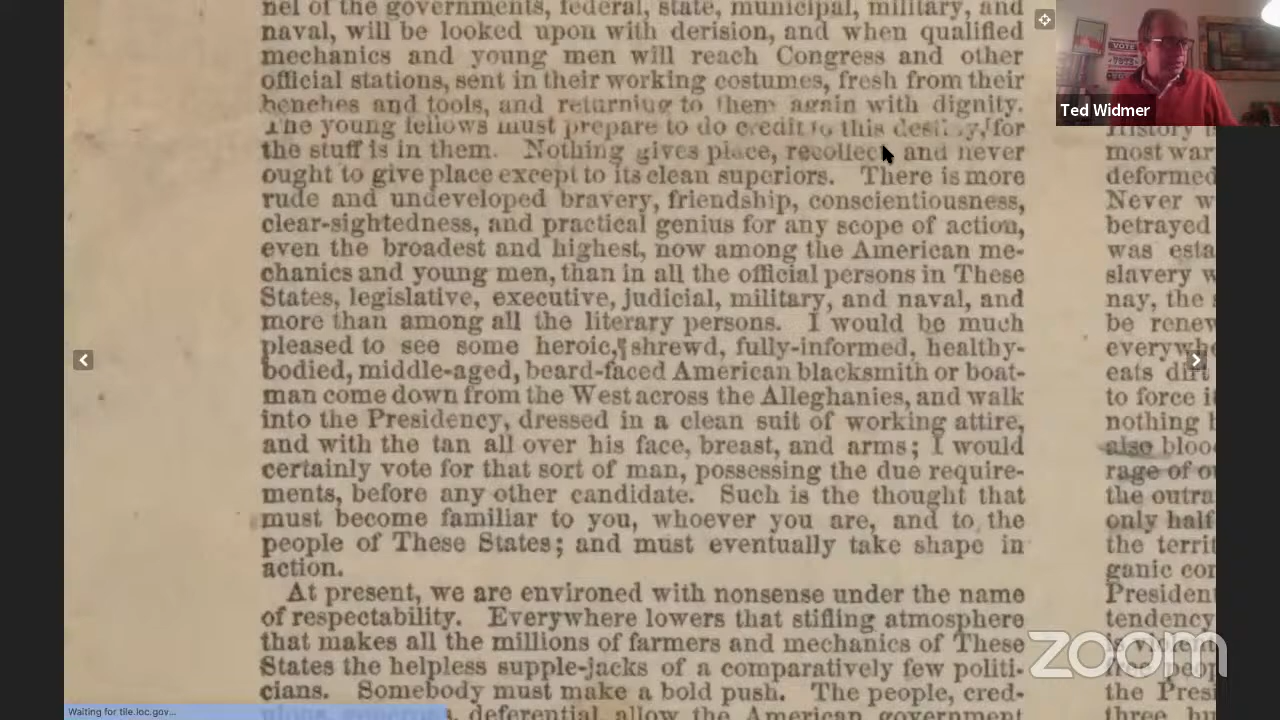 nel of the governments, federal, state, municipal, military, and
naval, will be looked upon with derision, and when qualified
mechanics and young men will reach Congress and other
official stations, sent in their working costumes, fresh from their
benches and tools, and returning to them again with dignity.
The young fellows must prepare to do credit to this destiny, for
the stuff is in them. Nothing gives place, recollect, and never
ought to give place except to its clean superiors. There is more
rude and undeveloped bravery, friendship, conscientiousness,
clear-sightedness, and practical genius for any scope of action,
even the broadest and highest, now among the American me-
chanics and young men, than in all the official persons in These
States, legislative, executive, judicial, military, and naval, and
more than among all the literary persons. I would be much
pleased to see some heroic, shrewd, fully-informed, healthy-
bodied, middle-aged, beard-faced American blacksmith or boat-
man come down from the West across the Alleghanies, and walk
into the Presidency, dressed in a clean suit of working attire,
and with the tan all over his face, breast, and arms; I would
certainly vote for that sort of man, possessing the due require-
ments, before any other candidate. Such is the thought that
must become familiar to you, whoever you are, and to the
people of These States; and must eventually take shape in
action.
At present, we are environed with nonsense under the name
of respectability. Everywhere lowers that stifling atmosphere
that makes all the millions of farmers and mechanics of These
States the helpless supple-jacks of a comparatively few politi-
cians. Somebody must make a bold push. The people, cred-
deferential, allow the American government
History
most war
deformed
Never w
betrayed
was esta
slavery w
nay, the
be renew
everywhe
eats dirt
to force i
nothing
also bloo
rage of o
the outra
only half
the territ
ganic con
President
tendency
is violent
the Presi
three hu
VOTE
Ted Widmer
zoom
Waiting for tile.loc.gov...